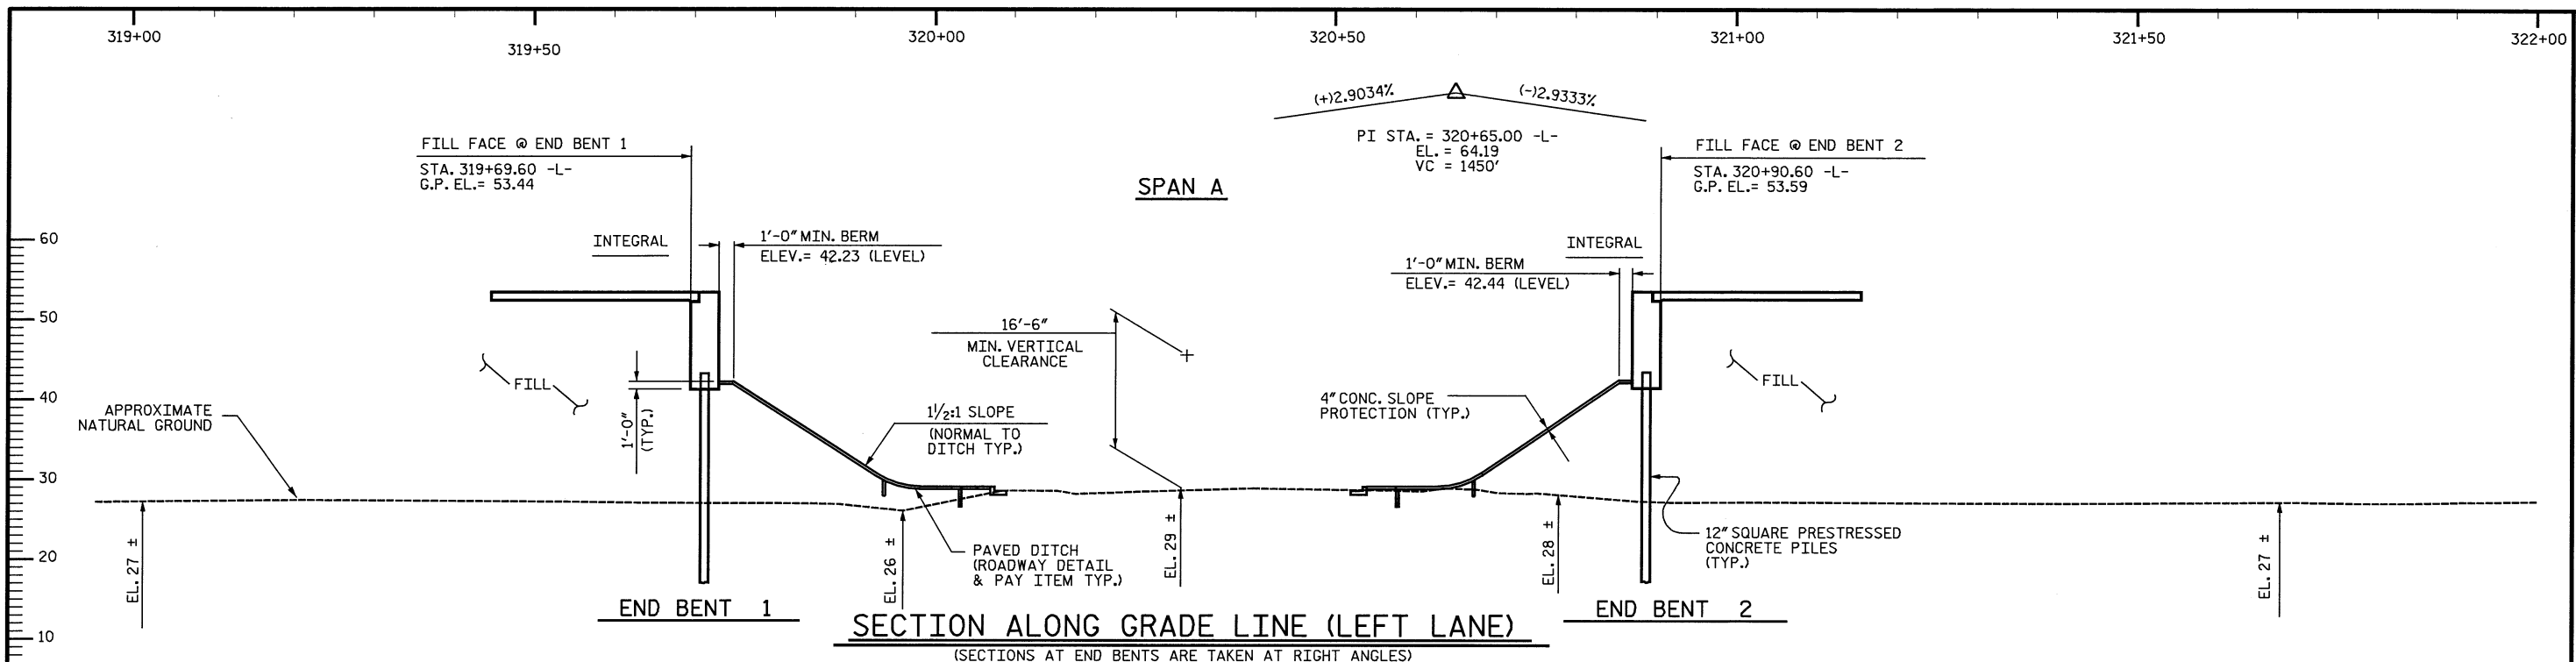 319+00
319+50
320+00
320+50
321+00
321+50
322+00
(+)2.9034%
(-)2.9333%
PI STA. = 320+65.00 -L-
EL. = 64.19
VC = 1450'
FILL FACE @ END BENT 1
STA. 319+69.60 -L-
G.P. EL.= 53.44
SPAN A
FILL FACE @ END BENT 2
STA. 320+90.60 -L-
G.P. EL.= 53.59
60
50
40
30
20
10
INTEGRAL
1'-0" MIN. BERM
ELEV.= 42.23 (LEVEL)
INTEGRAL
1'-0" MIN. BERM
ELEV.= 42.44 (LEVEL)
16'-6"
MIN. VERTICAL
CLEARANCE
FILL
FILL
APPROXIMATE
NATURAL GROUND
1'-0"
(TYP.)
1 1/2:1 SLOPE
(NORMAL TO
DITCH TYP.)
4" CONC. SLOPE
PROTECTION (TYP.)
EL. 27 ±
EL. 26 ±
PAVED DITCH
(ROADWAY DETAIL
& PAY ITEM TYP.)
EL. 29 ±
EL. 28 ±
12" SQUARE PRESTRESSED
CONCRETE PILES
(TYP.)
EL. 27 ±
END BENT 1
END BENT 2
SECTION ALONG GRADE LINE (LEFT LANE)
(SECTIONS AT END BENTS ARE TAKEN AT RIGHT ANGLES)